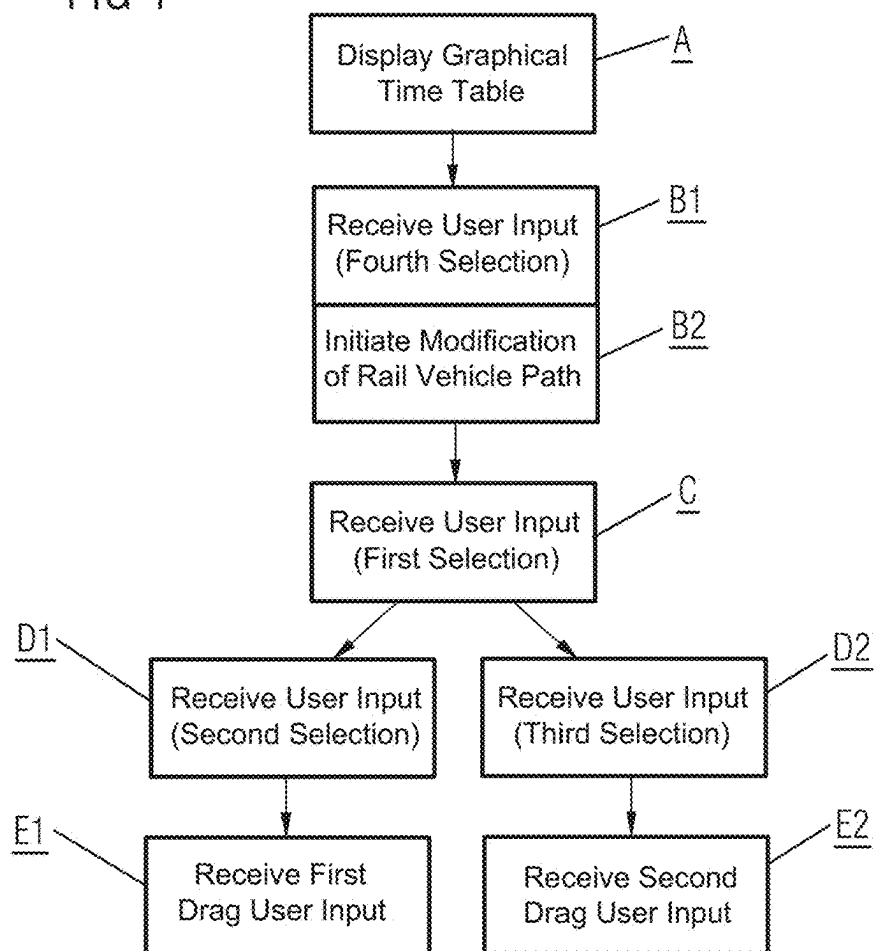 Display Graphical
Time Table
A
Receive User Input
(Fourth Selection)
B1
Initiate Modification
of Rail Vehicle Path
B2
Receive User Input
(First Selection)
C
D1
Receive User Input
(Second Selection)
Receive User Input
(Third Selection)
D2
E1
Receive First
Drag User Input
Receive Second
Drag User Input
E2